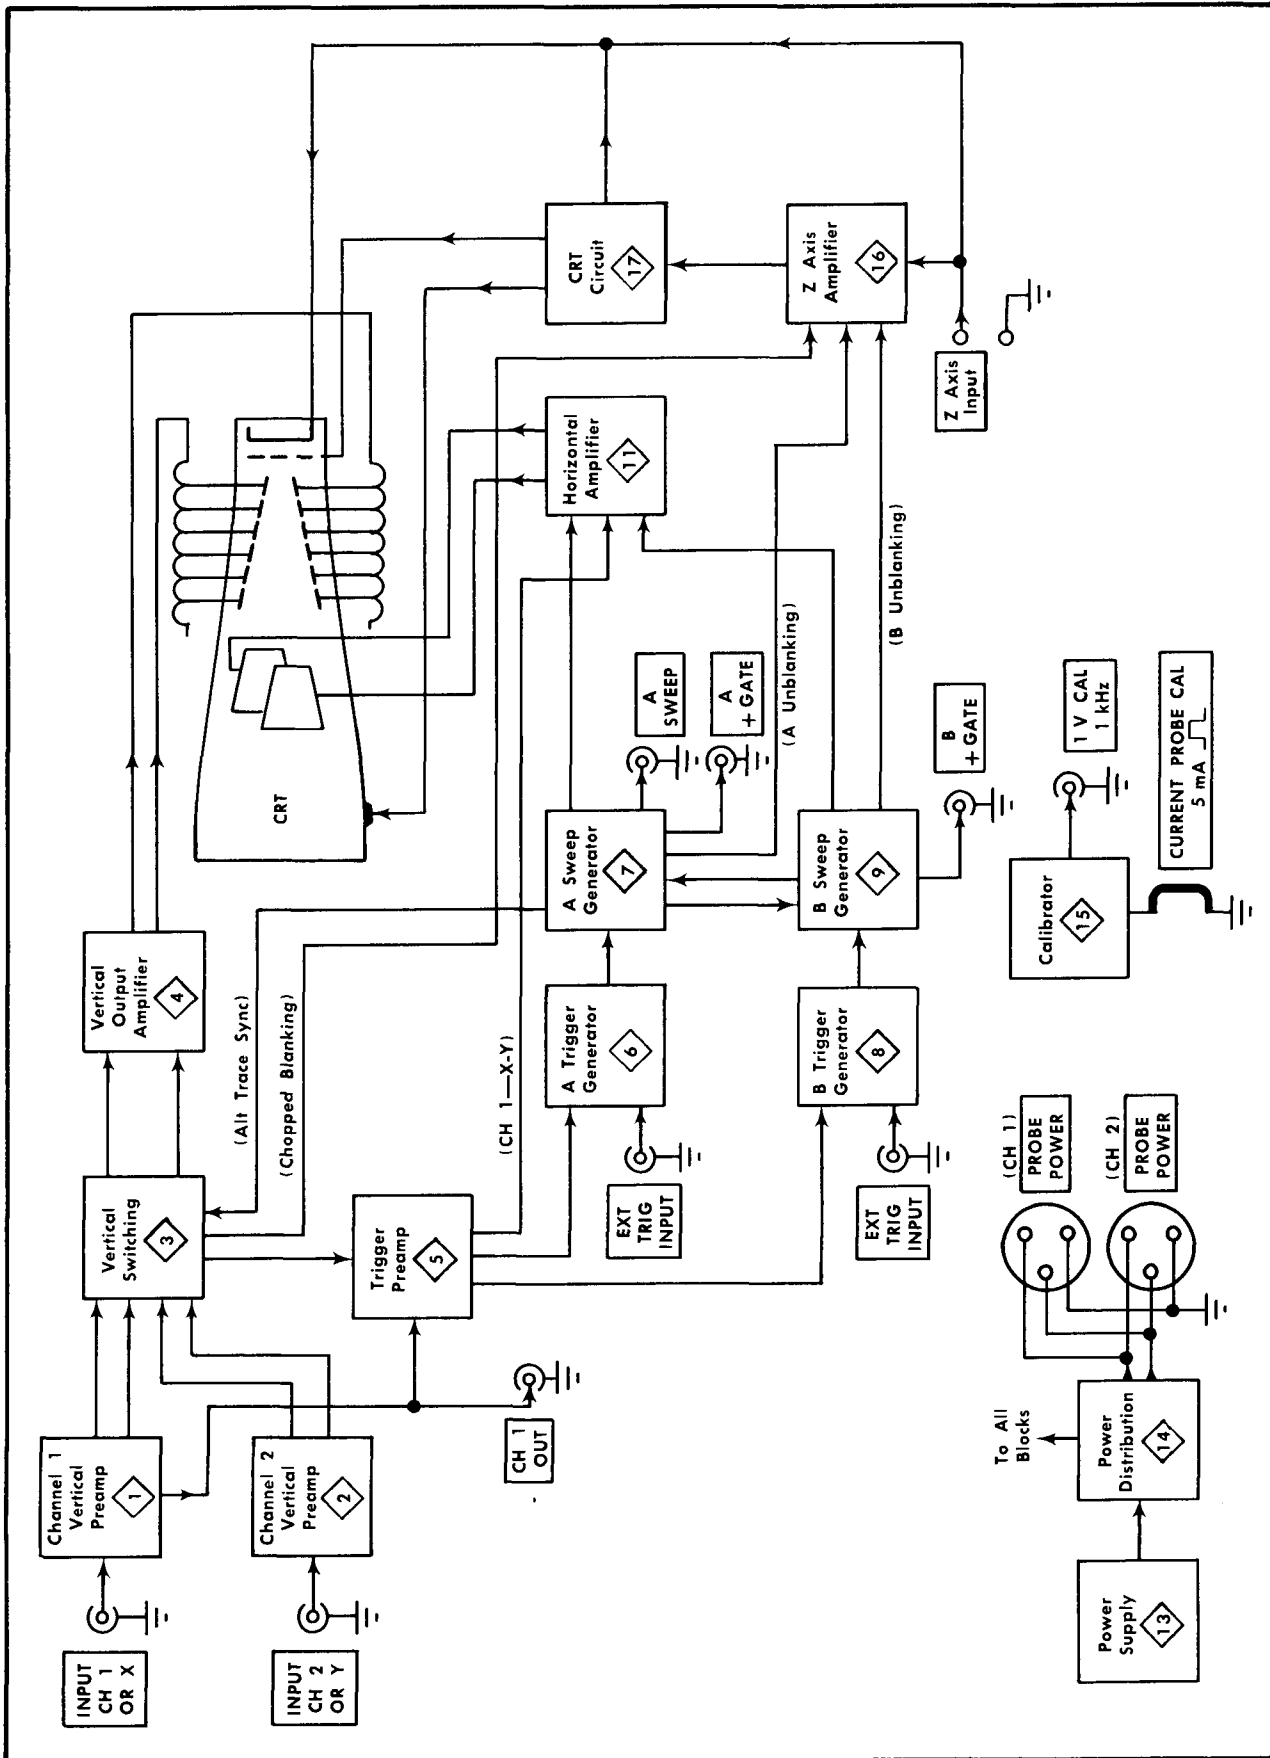 INPUT
CH 1
OR X
Channel 1
Vertical
Preamp
1
INPUT
CH 2
OR Y
Channel 2
Vertical
Preamp
2
CH 1
OUT
Vertical
Switching
3
Trigger
Preamp
5
Vertical
Output
Amplifier
4
(Alt Trace Sync)
(Chopped Blanking)
(CH 1—X-Y)
CRT
EXT
TRIG
INPUT
A Trigger
Generator
6
A Sweep
Generator
7
A
SWEEP
A
+ GATE
Horizontal
Amplifier
11
CRT
Circuit
17
(A Unblanking)
EXT
TRIG
INPUT
B Trigger
Generator
8
B Sweep
Generator
9
B
+ GATE
(B Unblanking)
Z Axis
Amplifier
16
Z Axis
Input
Power
Supply
13
Power
Distribution
14
To All
Blocks
(CH 1)
PROBE
POWER
(CH 2)
PROBE
POWER
Calibrator
15
1 V CAL
1 kHz
CURRENT PROBE CAL
5 mA